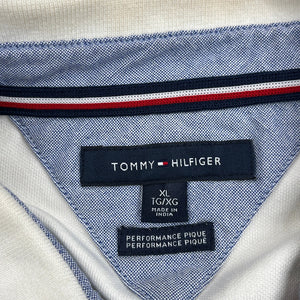 TOMMY HILFIGER
XL
TG/XG
MADE IN
INDIA
PERFORMANCE PIQUE
PERFORMANCE PIQUÉ